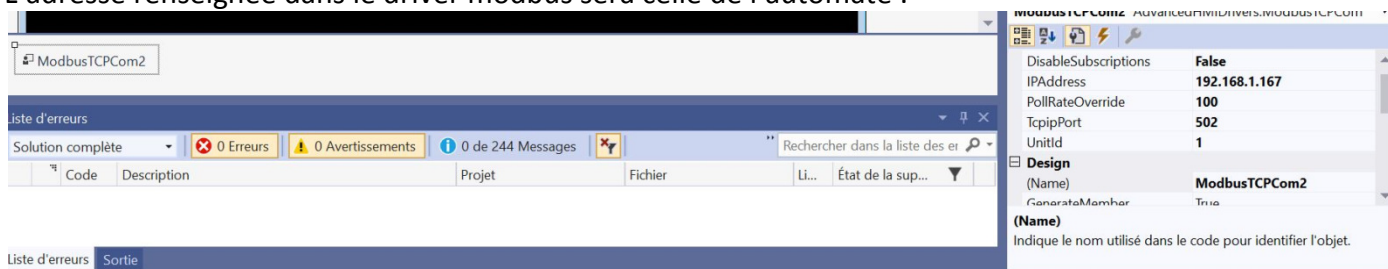 L'adresse renseignée dans le driver modbus sera celle de l'automate :
ModbusTCPCom2 AdvancedHMIDrivers.ModbusTCPCom
ModbusTCPCom2
DisableSubscriptions False
IPAddress 192.168.1.167
PollRateOverride 100
TcpipPort 502
UnitId 1
Design
(Name) ModbusTCPCom2
GenerateMember True
(Name)
Indique le nom utilisé dans le code pour identifier l'objet.
Liste d'erreurs
Solution complète 0 Erreurs 0 Avertissements 0 de 244 Messages Rechercher dans la liste des er
Code Description Projet Fichier Li... État de la sup...
Liste d'erreurs Sortie